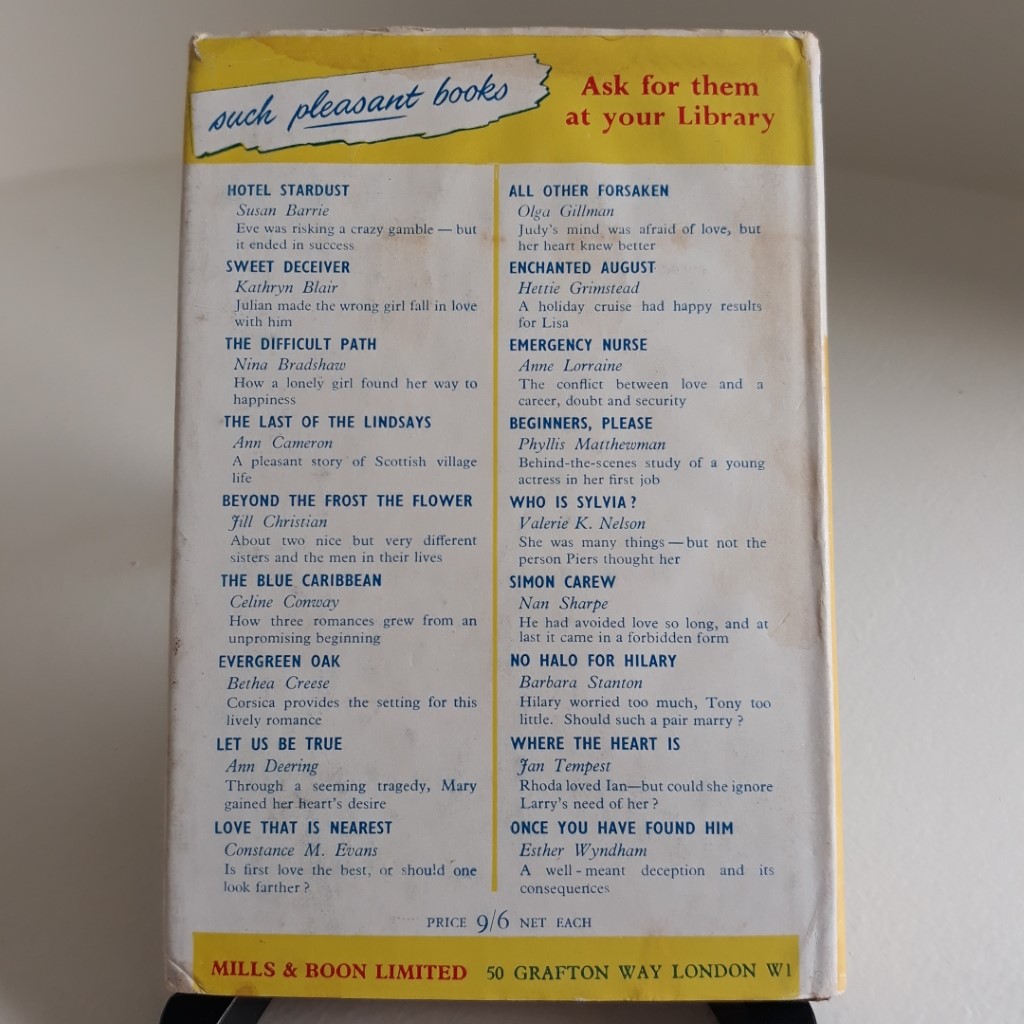 such pleasant books
Ask for them
at your Library
HOTEL STARDUST
Susan Barrie
Eve was risking a crazy gamble — but
it ended in success
SWEET DECEIVER
Kathryn Blair
Julian made the wrong girl fall in love
with him
THE DIFFICULT PATH
Nina Bradshaw
How a lonely girl found her way to
happiness
THE LAST OF THE LINDSAYS
Ann Cameron
A pleasant story of Scottish village
life
BEYOND THE FROST THE FLOWER
Jill Christian
About two nice but very different
sisters and the men in their lives
THE BLUE CARIBBEAN
Celine Conway
How three romances grew from an
unpromising beginning
EVERGREEN OAK
Bethea Creese
Corsica provides the setting for this
lively romance
LET US BE TRUE
Ann Deering
Through a seeming tragedy, Mary
gained her heart's desire
LOVE THAT IS NEAREST
Constance M. Evans
Is first love the best, or should one
look farther ?
ALL OTHER FORSAKEN
Olga Gillman
Judy's mind was afraid of love, but
her heart knew better
ENCHANTED AUGUST
Hettie Grimstead
A holiday cruise had happy results
for Lisa
EMERGENCY NURSE
Anne Lorraine
The conflict between love and a
career, doubt and security
BEGINNERS, PLEASE
Phyllis Matthewman
Behind-the-scenes study of a young
actress in her first job
WHO IS SYLVIA ?
Valerie K. Nelson
She was many things — but not the
person Piers thought her
SIMON CAREW
Nan Sharpe
He had avoided love so long, and at
last it came in a forbidden form
NO HALO FOR HILARY
Barbara Stanton
Hilary worried too much, Tony too
little. Should such a pair marry ?
WHERE THE HEART IS
Jan Tempest
Rhoda loved Ian—but could she ignore
Larry's need of her ?
ONCE YOU HAVE FOUND HIM
Esther Wyndham
A well-meant deception and its
consequences
PRICE 9/6 NET EACH
MILLS & BOON LIMITED 50 GRAFTON WAY LONDON W1